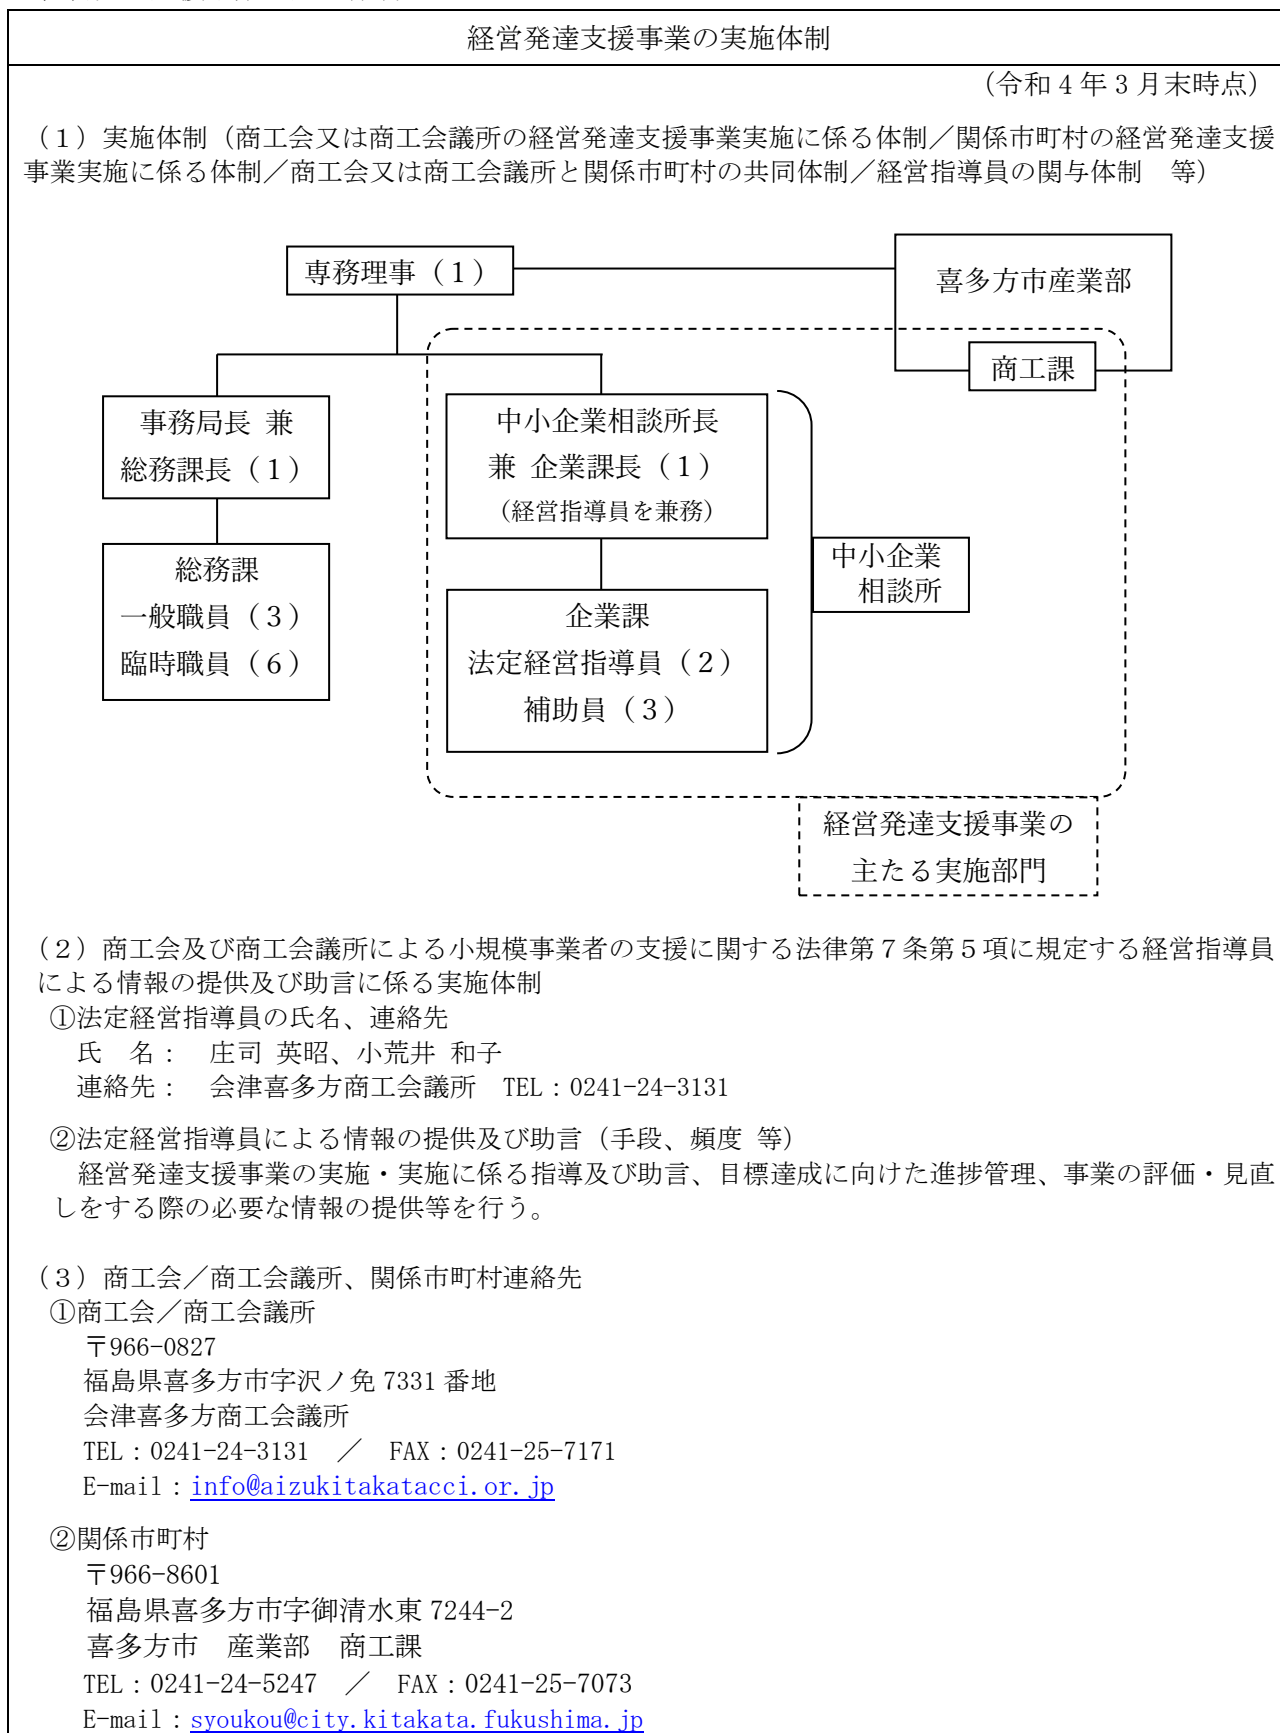 経営発達支援事業の実施体制
(令和4年3月末時点)
(1)実施体制(商工会又は商工会議所の経営発達支援事業実施に係る体制/関係市町村の経営発達支援
事業実施に係る体制/商工会又は商工会議所と関係市町村の共同体制/経営指導員の関与体制 等)
専務理事(1)
喜多方市産業部
商工課
事務局長 兼
総務課長(1)
総務課
一般職員(3)
臨時職員(6)
中小企業相談所長
兼 企業課長(1)
(経営指導員を兼務)
企業課
法定経営指導員(2)
補助員(3)
中小企業
相談所
経営発達支援事業の
主たる実施部門
(2)商工会及び商工会議所による小規模事業者の支援に関する法律第7条第5項に規定する経営指導員
による情報の提供及び助言に係る実施体制
①法定経営指導員の氏名、連絡先
氏 名: 庄司 英昭、小荒井 和子
連絡先: 会津喜多方商工会議所 TEL:0241-24-3131
②法定経営指導員による情報の提供及び助言(手段、頻度 等)
経営発達支援事業の実施・実施に係る指導及び助言、目標達成に向けた進捗管理、事業の評価・見直
しをする際の必要な情報の提供等を行う。
(3)商工会/商工会議所、関係市町村連絡先
①商工会/商工会議所
〒966-0827
福島県喜多方市字沢ノ免7331番地
会津喜多方商工会議所
TEL:0241-24-3131 / FAX:0241-25-7171
E-mail:info@aizukitakatacci.or.jp
②関係市町村
〒966-8601
福島県喜多方市字御清水東7244-2
喜多方市 産業部 商工課
TEL:0241-24-5247 / FAX:0241-25-7073
E-mail:syoukou@city.kitakata.fukushima.jp